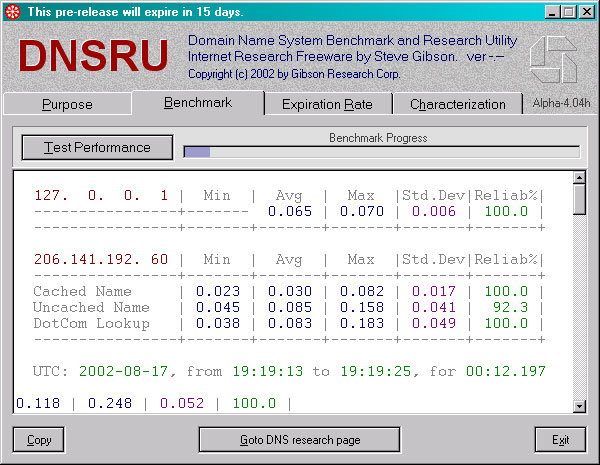 This pre-release will expire in 15 days.
DNSRU
Domain Name System Benchmark and Research Utility
Internet Research Freeware by Steve Gibson. ver -.--
Copyright (c) 2002 by Gibson Research Corp.
Purpose Benchmark Expiration Rate Characterization Alpha-4.04h
Test Performance
Benchmark Progress
127. 0. 0. 1 | Min | Avg | Max |Std.Dev|Reliab%|
----------------+------- 0.065 | 0.070 | 0.006 | 100.0 |
206.141.192. 60 | Min | Avg | Max |Std.Dev|Reliab%|
----------------+-------+-------+-------+-------+-------+
Cached Name | 0.023 | 0.030 | 0.082 | 0.017 | 100.0 |
Uncached Name | 0.045 | 0.085 | 0.158 | 0.041 | 92.3 |
DotCom Lookup | 0.038 | 0.083 | 0.183 | 0.049 | 100.0 |
----------------+-------+-------+-------+-------+-------+
UTC: 2002-08-17, from 19:19:13 to 19:19:25, for 00:12.197
0.118 | 0.248 | 0.052 | 100.0 |
Copy Goto DNS research page Exit